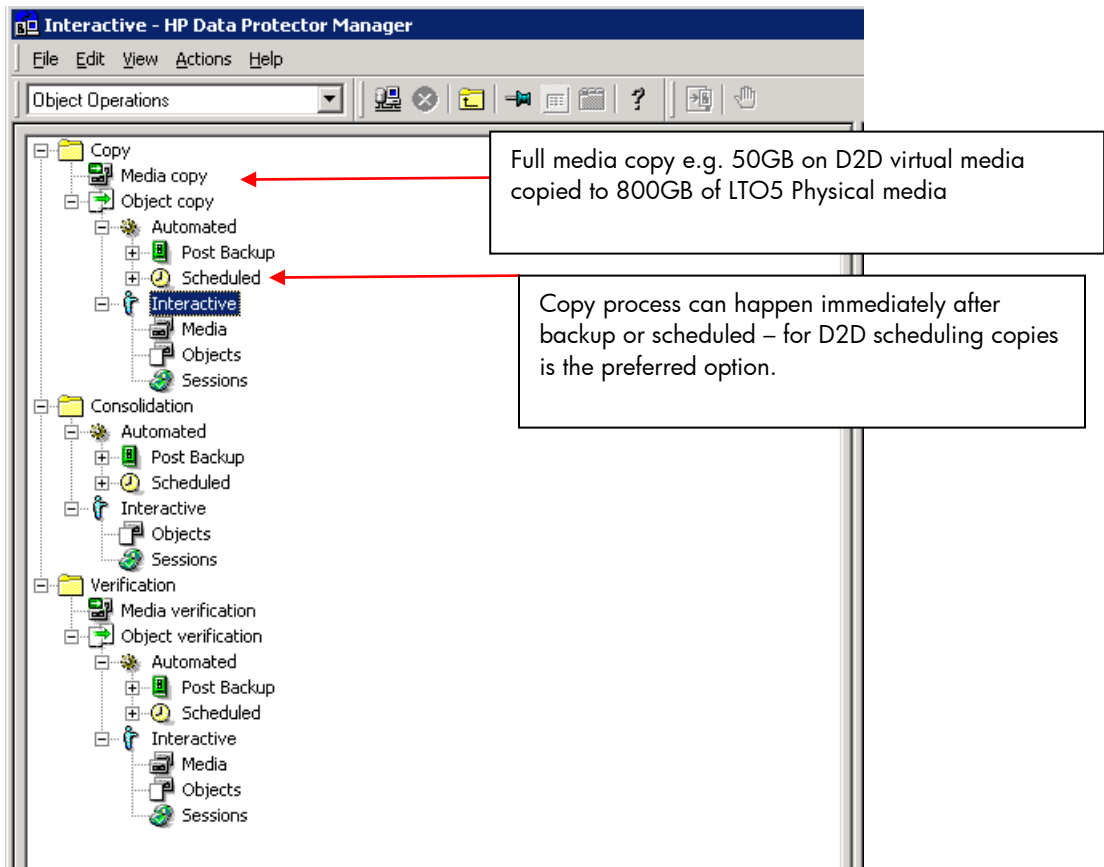 Interactive - HP Data Protector Manager
File Edit View Actions Help
Object Operations
Copy
Media copy
Object copy
Automated
Post Backup
Scheduled
Interactive
Media
Objects
Sessions
Consolidation
Automated
Post Backup
Scheduled
Interactive
Objects
Sessions
Verification
Media verification
Object verification
Automated
Post Backup
Scheduled
Interactive
Media
Objects
Sessions
Full media copy e.g. 50GB on D2D virtual media
copied to 800GB of LTO5 Physical media
Copy process can happen immediately after
backup or scheduled – for D2D scheduling copies
is the preferred option.